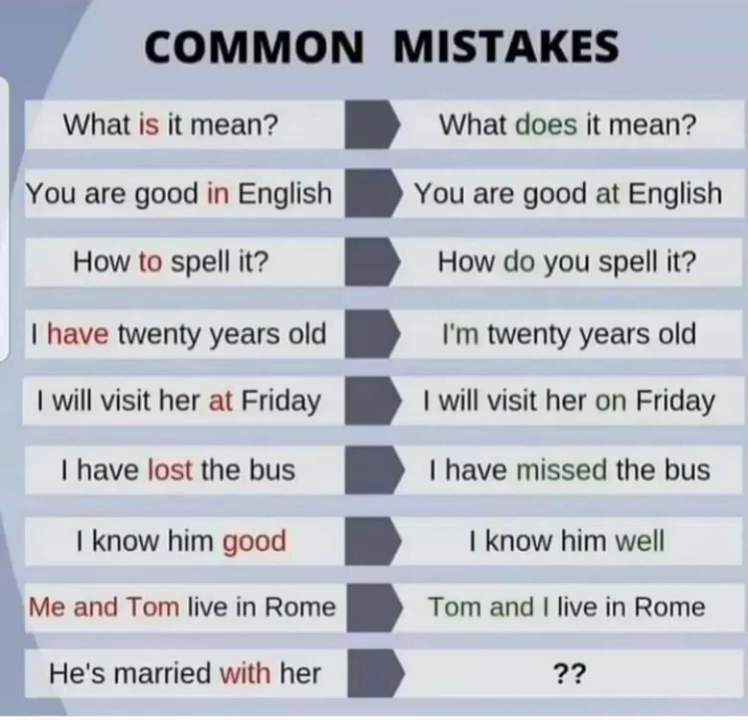 COMMON MISTAKES
What is it mean? What does it mean?
You are good in English You are good at English
How to spell it? How do you spell it?
I have twenty years old I'm twenty years old
I will visit her at Friday I will visit her on Friday
I have lost the bus I have missed the bus
I know him good I know him well
Me and Tom live in Rome Tom and I live in Rome
He's married with her ??